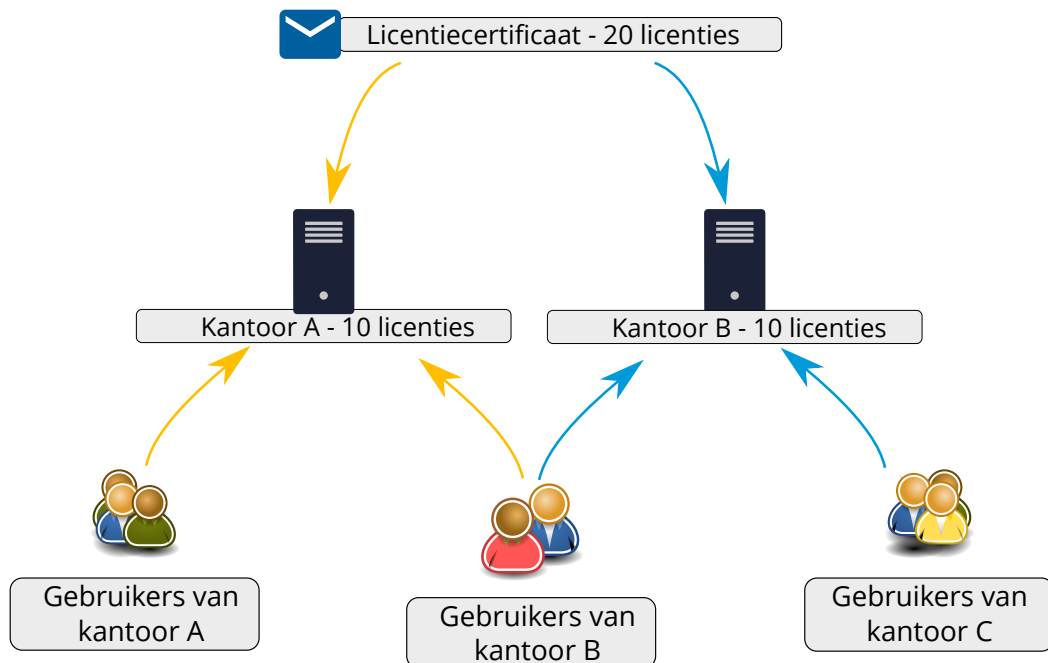 Licentiecertificaat - 20 licenties
Kantoor A - 10 licenties
Kantoor B - 10 licenties
Gebruikers van
kantoor A
Gebruikers van
kantoor B
Gebruikers van
kantoor C